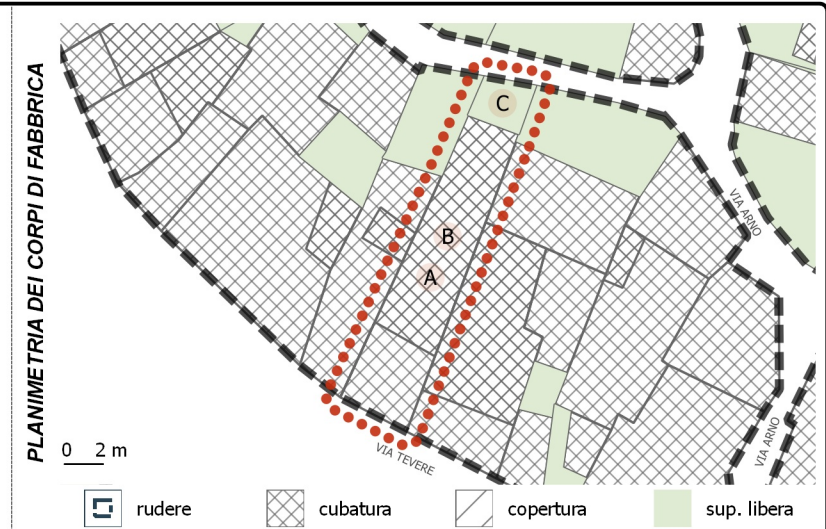 PLANIMETRIA DEI CORPI DI FABBRICA
C
VIA ARNO
B
A
0 2 m
VIA TEVERE
VIA ARNO
rudere cubatura copertura sup. libera